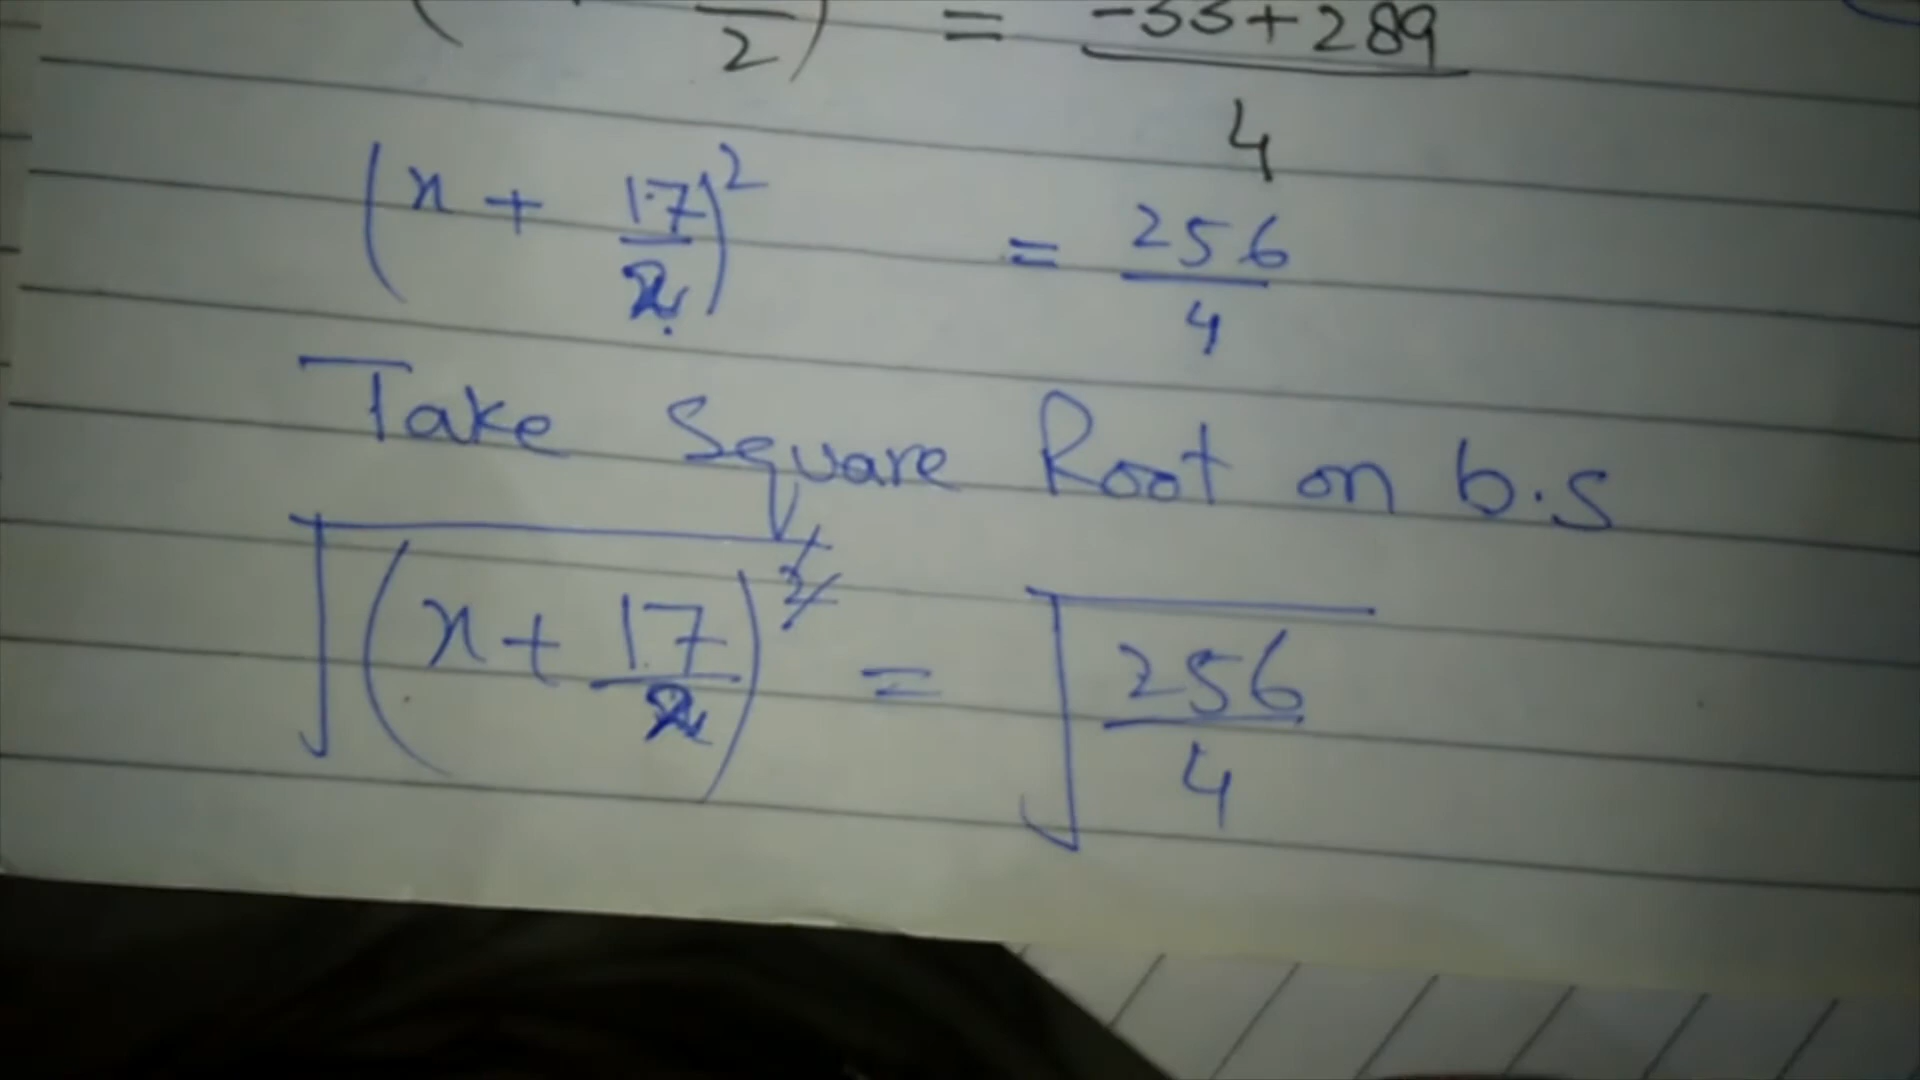 2) = -33+289
4
(x + 17/2)² = 256/4
Take Square Root on b.s
√(x + 17/2)² = √256/4